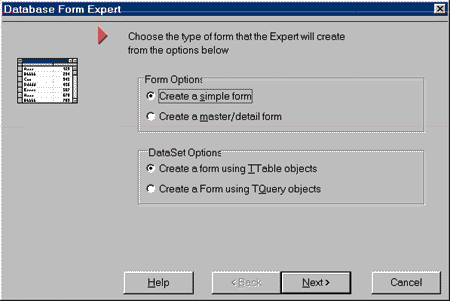 Database Form Expert
Choose the type of form that the Expert will create
from the options below
Form Options
Create a simple form
Create a master/detail form
DataSet Options
Create a form using TTable objects
Create a Form using TQuery objects
Help
< Back
Next >
Cancel